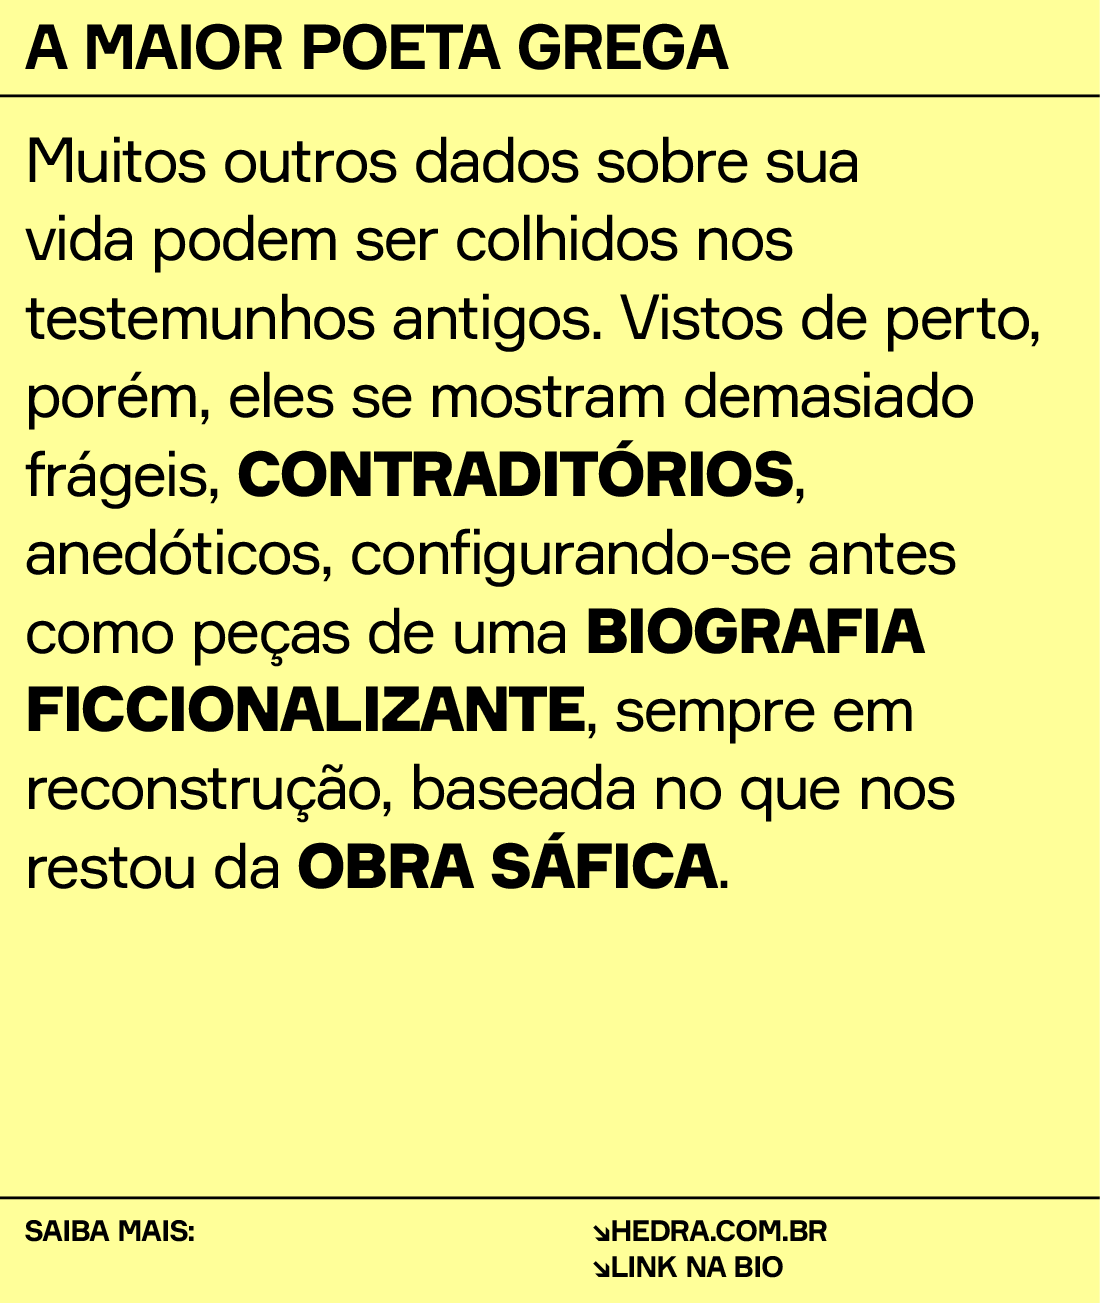 A MAIOR POETA GREGA
Muitos outros dados sobre sua
vida podem ser colhidos nos
testemunhos antigos. Vistos de perto,
porém, eles se mostram demasiado
frágeis, CONTRADITÓRIOS,
anedóticos, configurando-se antes
como peças de uma BIOGRAFIA
FICCIONALIZANTE, sempre em
reconstrução, baseada no que nos
restou da OBRA SÁFICA.
SAIBA MAIS:
↘HEDRA.COM.BR
↘LINK NA BIO